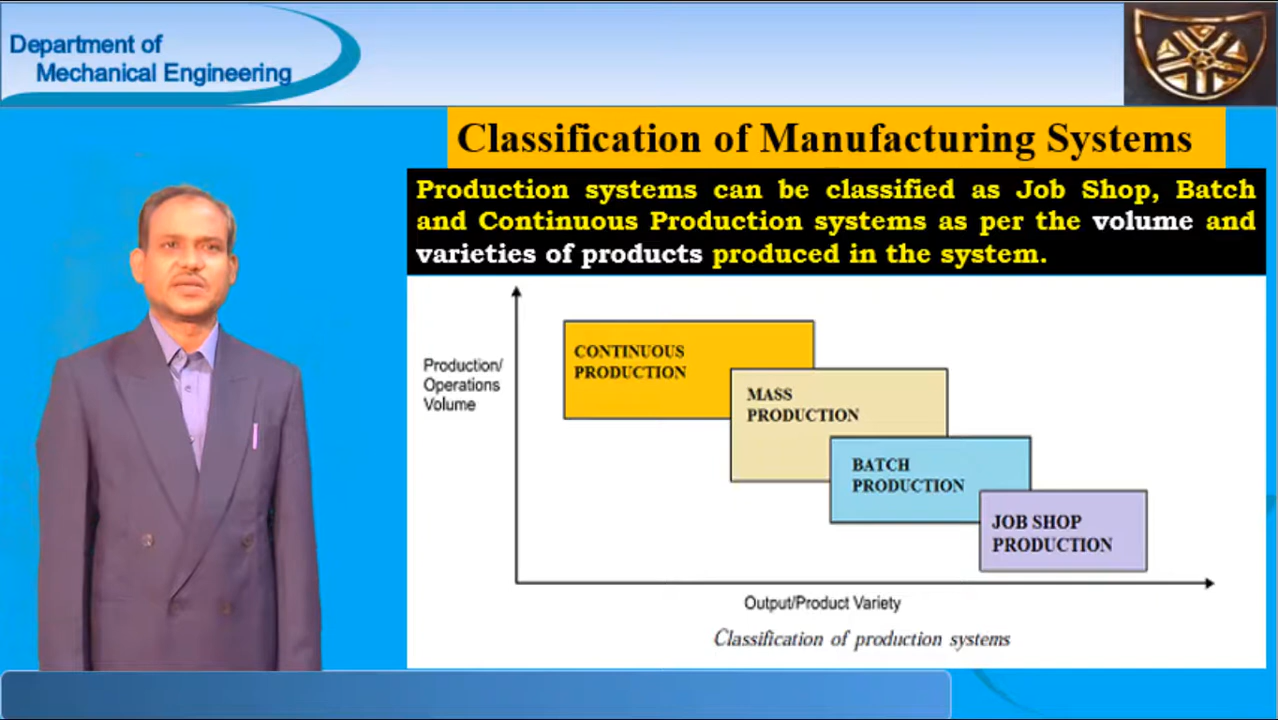 Department of
Mechanical Engineering
Classification of Manufacturing Systems
Production systems can be classified as Job Shop, Batch
and Continuous Production systems as per the volume and
varieties of products produced in the system.
Production/
Operations
Volume
CONTINUOUS
PRODUCTION
MASS
PRODUCTION
BATCH
PRODUCTION
JOB SHOP
PRODUCTION
Output/Product Variety
Classification of production systems